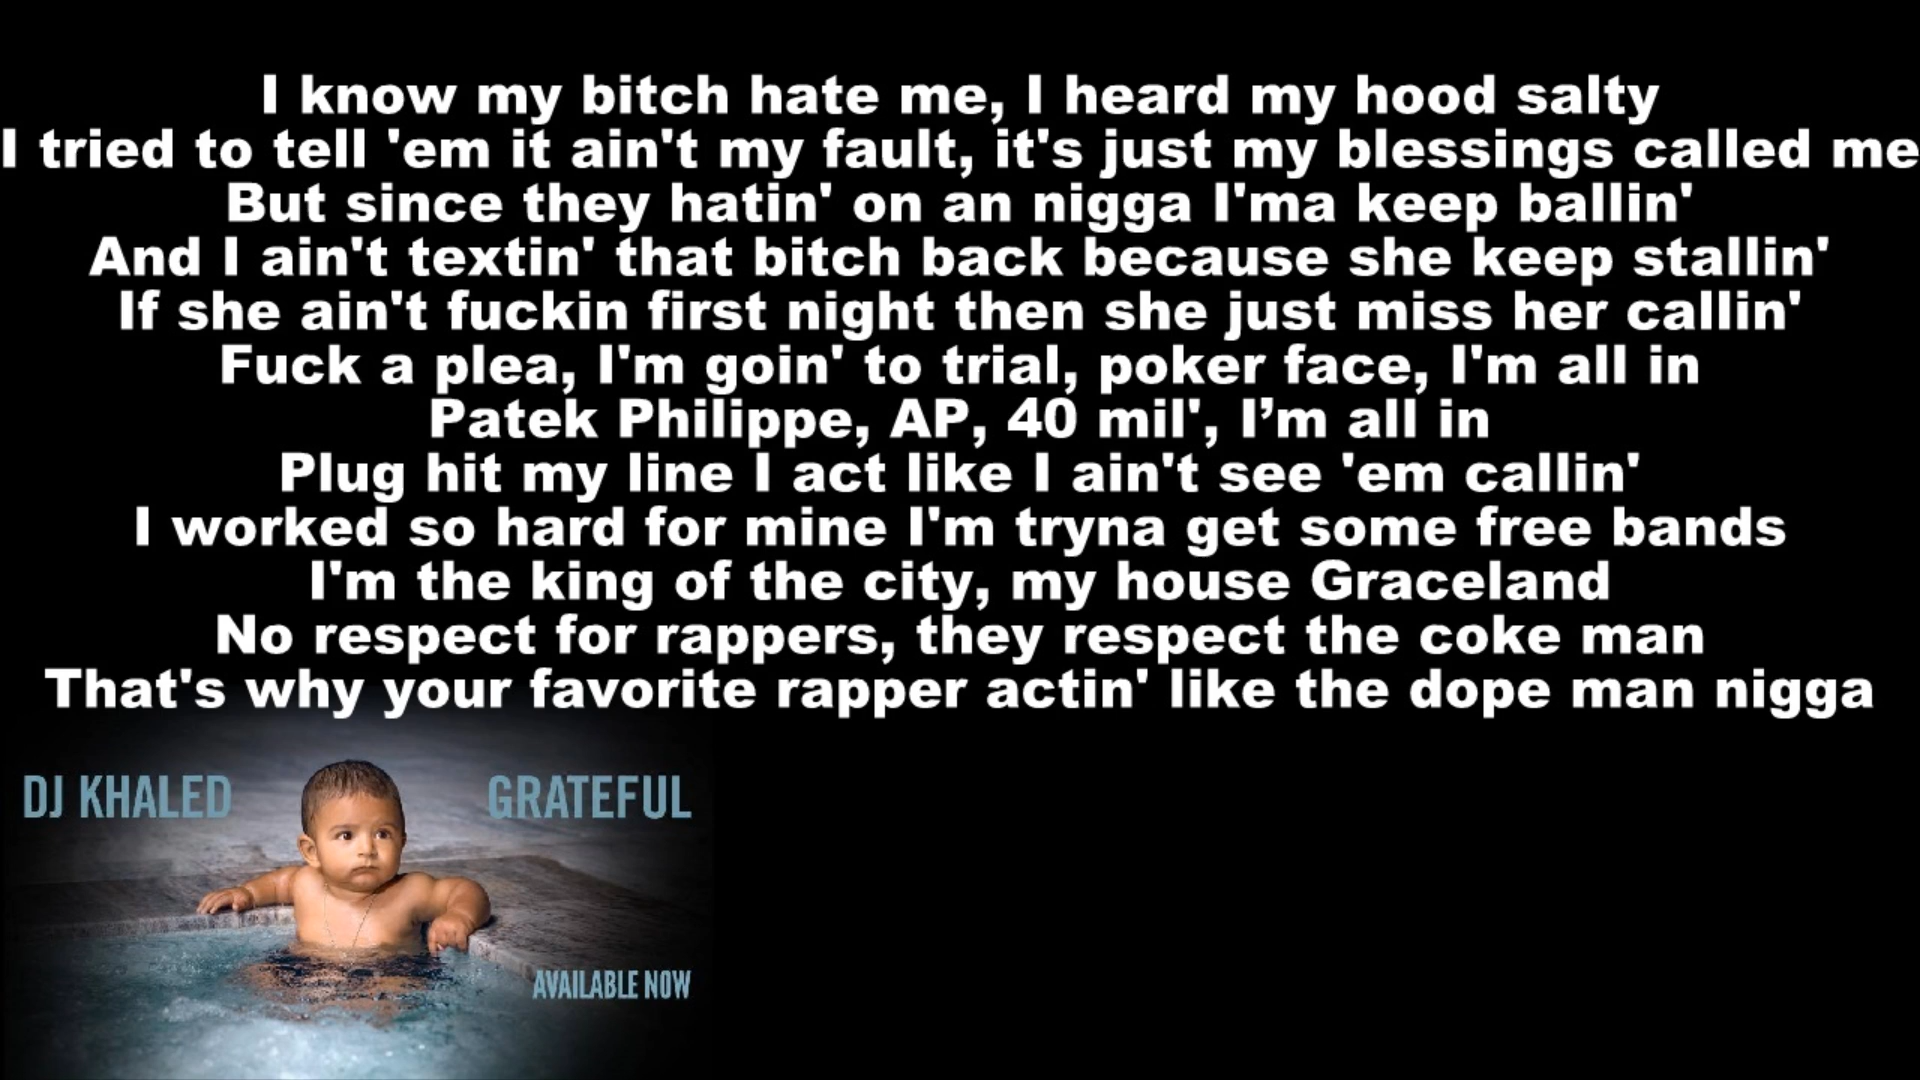 I know my bitch hate me, I heard my hood salty
I tried to tell 'em it ain't my fault, it's just my blessings called me
But since they hatin' on an nigga I'ma keep ballin'
And I ain't textin' that bitch back because she keep stallin'
If she ain't fuckin first night then she just miss her callin'
Fuck a plea, I'm goin' to trial, poker face, I'm all in
Patek Philippe, AP, 40 mil', I’m all in
Plug hit my line I act like I ain't see 'em callin'
I worked so hard for mine I'm tryna get some free bands
I'm the king of the city, my house Graceland
No respect for rappers, they respect the coke man
That's why your favorite rapper actin' like the dope man nigga
DJ KHALED GRATEFUL
AVAILABLE NOW